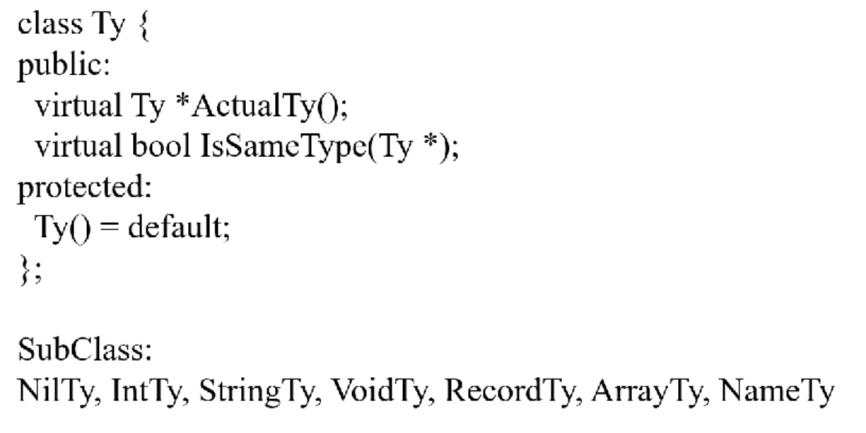 class Ty {
public:
virtual Ty *ActualTy();
virtual bool IsSameType(Ty *);
protected:
Ty() = default;
};
SubClass:
NilTy, IntTy, StringTy, VoidTy, RecordTy, ArrayTy, NameTy